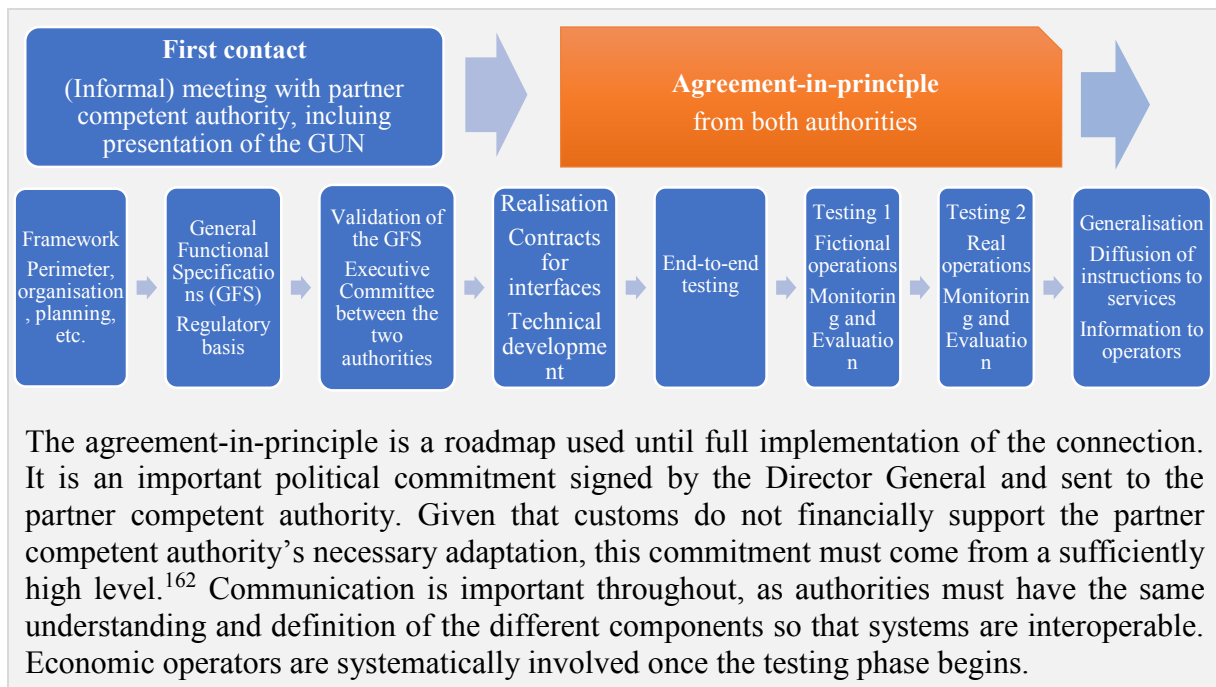 First contact
(Informal) meeting with partner
competent authority, incluing
presentation of the GUN
Agreement-in-principle
from both authorities
Framework
Perimeter,
organisation
, planning,
etc.
General
Functional
Specificatio
ns (GFS)
Regulatory
basis
Validation of
the GFS
Executive
Committee
between the
two
authorities
Realisation
Contracts
for
interfaces
Technical
developme
nt
End-to-end
testing
Testing 1
Fictional
operations
Monitorin
g and
Evaluatio
n
Testing 2
Real
operations
Monitorin
g and
Evaluatio
n
Generalisation
Diffusion of
instructions to
services
Information to
operators
The agreement-in-principle is a roadmap used until full implementation of the connection.
It is an important political commitment signed by the Director General and sent to the
partner competent authority. Given that customs do not financially support the partner
competent authority’s necessary adaptation, this commitment must come from a sufficiently
high level.162 Communication is important throughout, as authorities must have the same
understanding and definition of the different components so that systems are interoperable.
Economic operators are systematically involved once the testing phase begins.